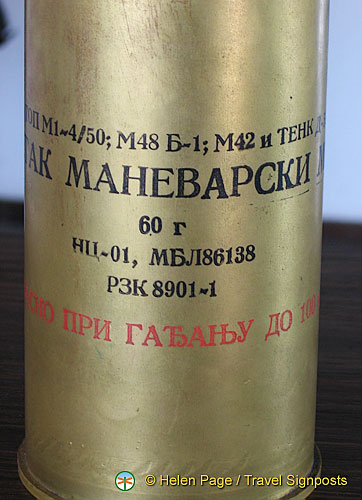 ТОП М1-4/50; М48 Б-1; М42 и ТЕНК
МАНЕВАРСКИ
60 г
НЦ-01, МБЛ86138
РЗК 8901-1
ПРИ ГАЂАЊУ ДО 100
© Helen Page / Travel Signposts